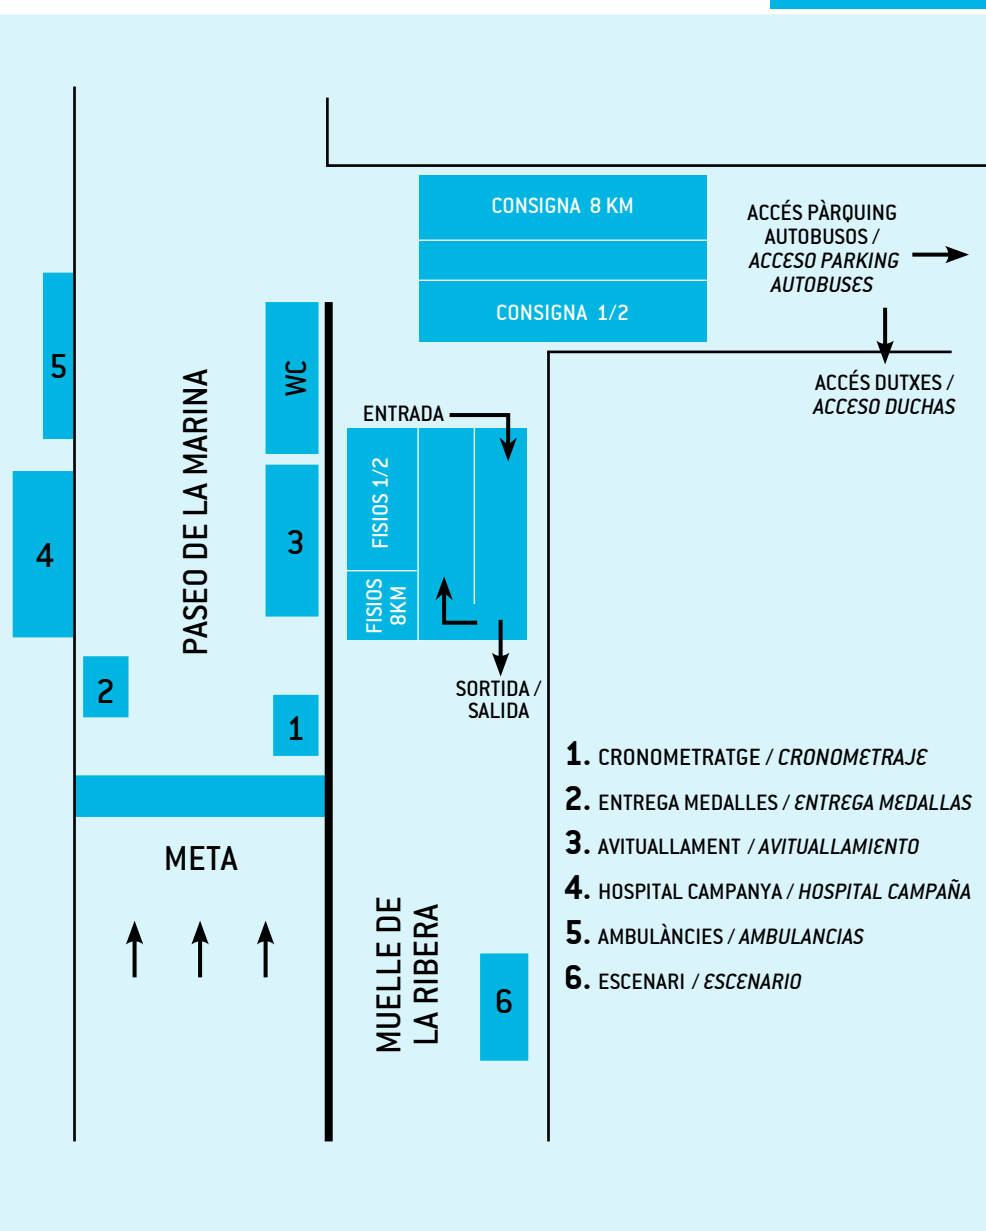 CONSIGNA 8 KM
CONSIGNA 1/2
ACCÉS PÀRQUING
AUTOBUSOS /
ACCESO PARKING
AUTOBUSES
ACCÉS DUTXES /
ACCESO DUCHAS
5
4
PASEO DE LA MARINA
WC
3
2
1
ENTRADA
FISIOS 1/2
FISIOS
8KM
SORTIDA /
SALIDA
META
MUELLE DE
LA RIBERA
6
1. CRONOMETRATGE / CRONOMETRAJE
2. ENTREGA MEDALLES / ENTREGA MEDALLAS
3. AVITUALLAMENT / AVITUALLAMIENTO
4. HOSPITAL CAMPANYA / HOSPITAL CAMPAÑA
5. AMBULÀNCIES / AMBULANCIAS
6. ESCENARI / ESCENARIO